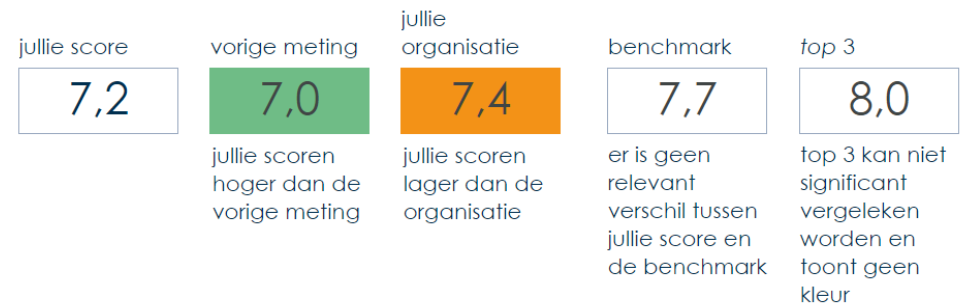 jullie score
7,2
vorige meting
7,0
jullie scoren
hoger dan de
vorige meting
jullie
organisatie
7,4
jullie scoren
lager dan de
organisatie
benchmark
7,7
er is geen
relevant
verschil tussen
jullie score en
de benchmark
top 3
8,0
top 3 kan niet
significant
vergeleken
worden en
toont geen
kleur